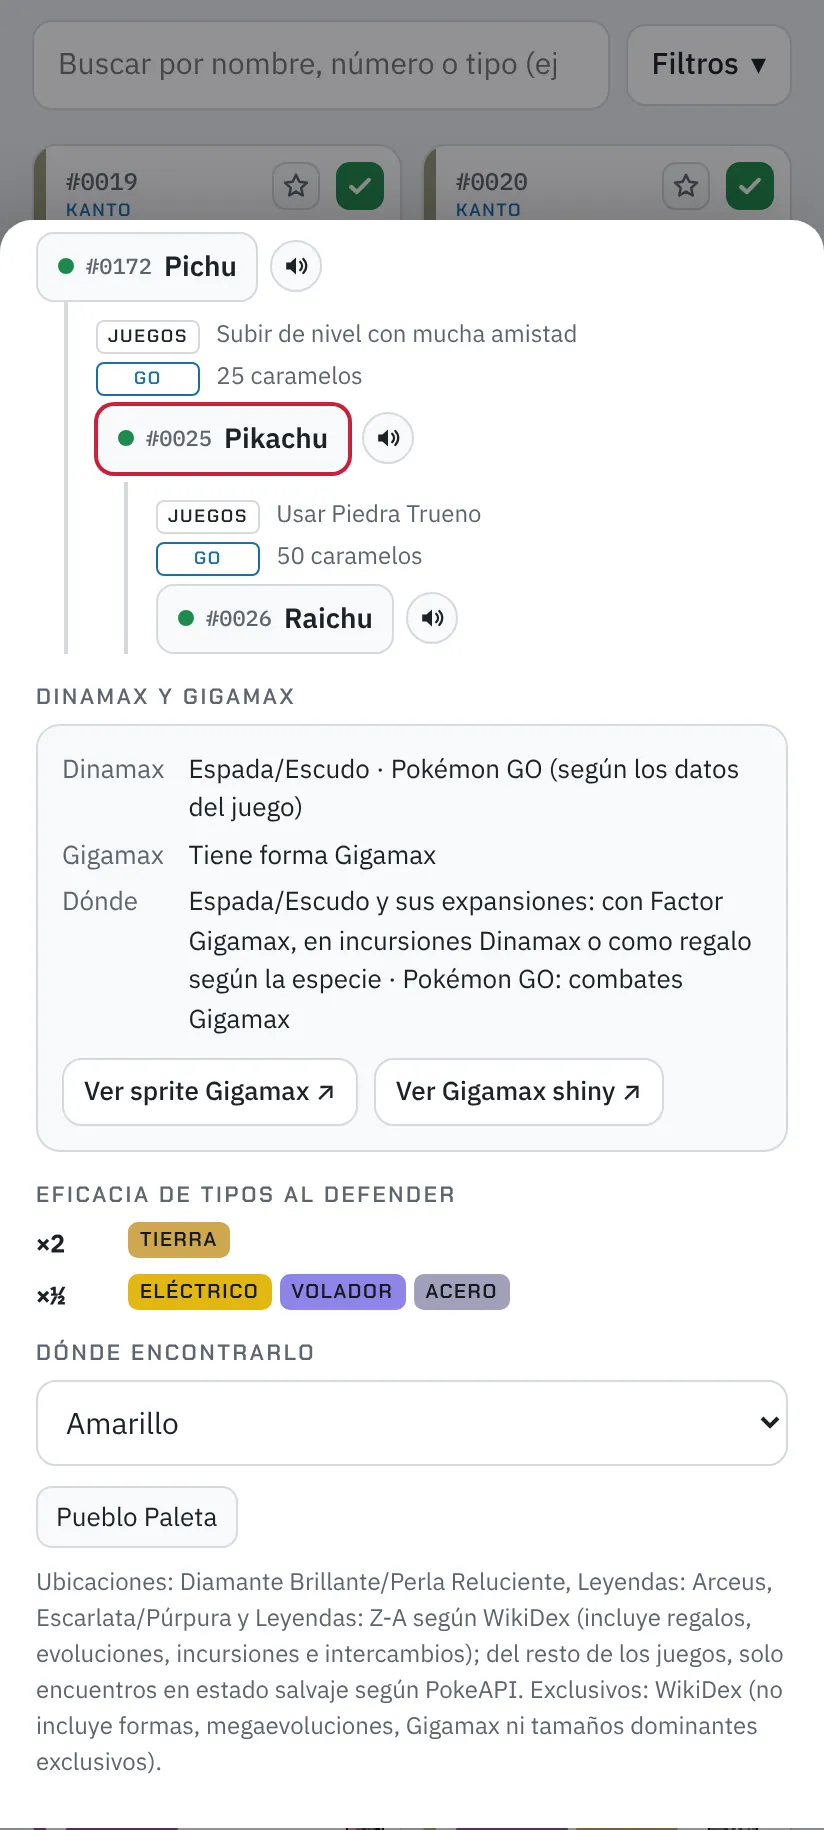 Buscar por nombre, número o tipo (ej
Filtros ▼
#0019
KANTO
#0020
KANTO
#0172 Pichu
JUEGOS Subir de nivel con mucha amistad
GO 25 caramelos
#0025 Pikachu
JUEGOS Usar Piedra Trueno
GO 50 caramelos
#0026 Raichu
DINAMAX Y GIGAMAX
Dinamax Espada/Escudo · Pokémon GO (según los datos
del juego)
Gigamax Tiene forma Gigamax
Dónde Espada/Escudo y sus expansiones: con Factor
Gigamax, en incursiones Dinamax o como regalo
según la especie · Pokémon GO: combates
Gigamax
Ver sprite Gigamax ↗
Ver Gigamax shiny ↗
EFICACIA DE TIPOS AL DEFENDER
×2 TIERRA
×½ ELÉCTRICO VOLADOR ACERO
DÓNDE ENCONTRARLO
Amarillo
Pueblo Paleta
Ubicaciones: Diamante Brillante/Perla Reluciente, Leyendas: Arceus,
Escarlata/Púrpura y Leyendas: Z-A según WikiDex (incluye regalos,
evoluciones, incursiones e intercambios); del resto de los juegos, solo
encuentros en estado salvaje según PokeAPI. Exclusivos: WikiDex (no
incluye formas, megaevoluciones, Gigamax ni tamaños dominantes
exclusivos).